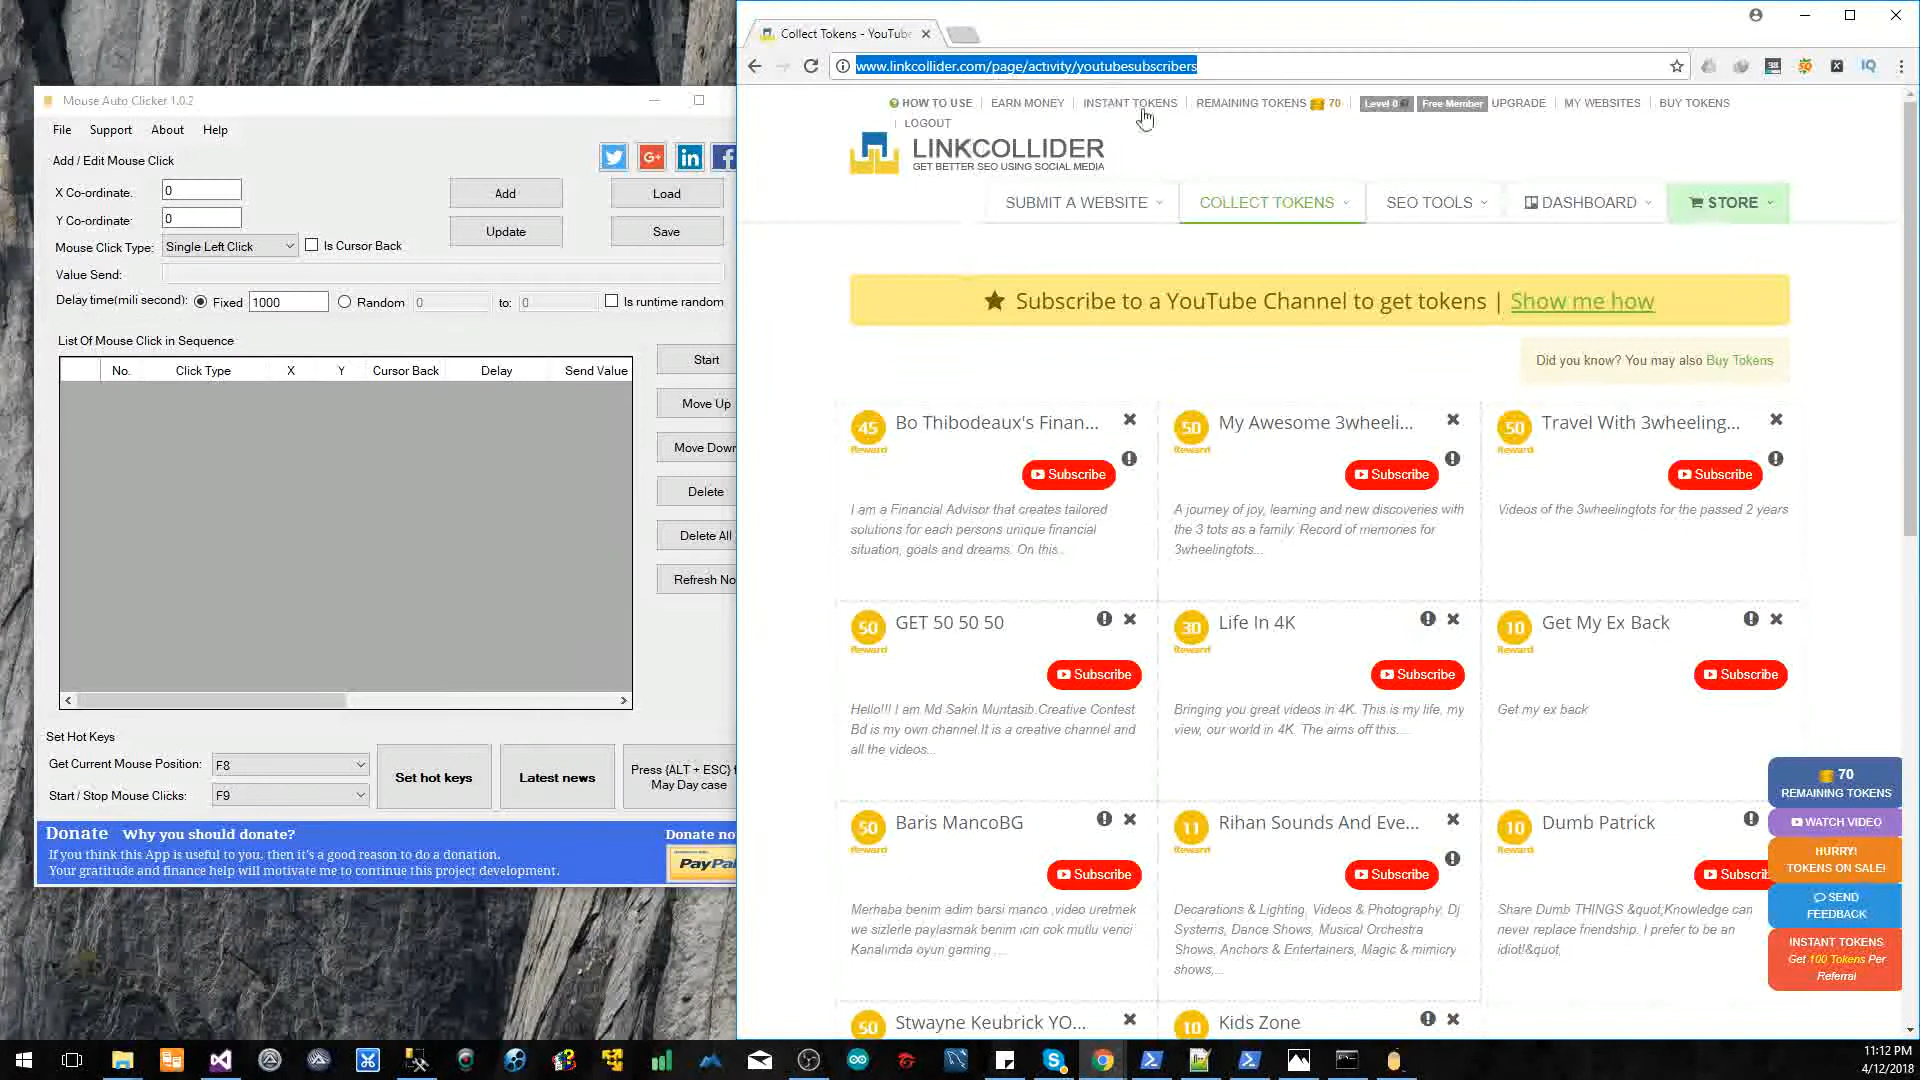 Mouse Auto Clicker 1.0.2
File Support About Help
Add / Edit Mouse Click
X Co-ordinate. 0
Y Co-ordinate: 0
Mouse Click Type: Single Left Click Is Cursor Back
Value Send:
Delay time(mili second): Fixed 1000 Random 0 to: 0 Is runtime random
Add Load
Update Save
List Of Mouse Click in Sequence
No. Click Type X Y Cursor Back Delay Send Value
Start
Move Up
Move Down
Delete
Delete All
Refresh No
Set Hot Keys
Get Current Mouse Position: F8
Start / Stop Mouse Clicks: F9
Set hot keys
Latest news
Press {ALT + ESC} f
May Day case
Donate Why you should donate? Donate no
If you think this App is useful to you, then it's a good reason to do a donation.
Your gratitude and finance help will motivate me to continue this project development.
PayPal
Collect Tokens - YouTube
www.linkcollider.com/page/activity/youtubesubscribers
HOW TO USE EARN MONEY INSTANT TOKENS REMAINING TOKENS 70 Level 0 Free Member UPGRADE MY WEBSITES BUY TOKENS
LOGOUT
LINKCOLLIDER
GET BETTER SEO USING SOCIAL MEDIA
SUBMIT A WEBSITE COLLECT TOKENS SEO TOOLS DASHBOARD STORE
Subscribe to a YouTube Channel to get tokens | Show me how
Did you know? You may also Buy Tokens
45 Reward Bo Thibodeaux's Finan...
Subscribe
I am a Financial Advisor that creates tailored
solutions for each persons unique financial
situation, goals and dreams. On this...
50 Reward My Awesome 3wheeli...
Subscribe
A journey of joy, learning and new discoveries with
the 3 tots as a family. Record of memories for
3wheelingtots...
50 Reward Travel With 3wheeling...
Subscribe
Videos of the 3wheelingtots for the passed 2 years
50 Reward GET 50 50 50
Subscribe
Hello!!! I am Md Sakin Muntasib.Creative Contest
Bd is my own channel.It is a creative channel and
all the videos...
30 Reward Life In 4K
Subscribe
Bringing you great videos in 4K. This is my life, my
view, our world in 4K. The aims off this....
10 Reward Get My Ex Back
Subscribe
Get my ex back
50 Reward Baris MancoBG
Subscribe
Merhaba benim adim barsi manco ,video uretmek
we sizlerle paylasmak benim icin cok mutlu verici
Kanalımda oyun gaming ,...
11 Reward Rihan Sounds And Eve...
Subscribe
Decarations & Lighting, Videos & Photography, Dj
Systems, Dance Shows, Musical Orchestra
Shows, Anchors & Entertainers, Magic & mimicry
shows,...
10 Reward Dumb Patrick
Subscrib
Share Dumb THINGS &quot;Knowledge can
never replace friendship. I prefer to be an
idiot!&quot;
50 Stwayne Keubrick YO...
10 Kids Zone
70
REMAINING TOKENS
WATCH VIDEO
HURRY!
TOKENS ON SALE!
SEND
FEEDBACK
INSTANT TOKENS
Get 100 Tokens Per
Referral
11:12 PM
4/12/2018